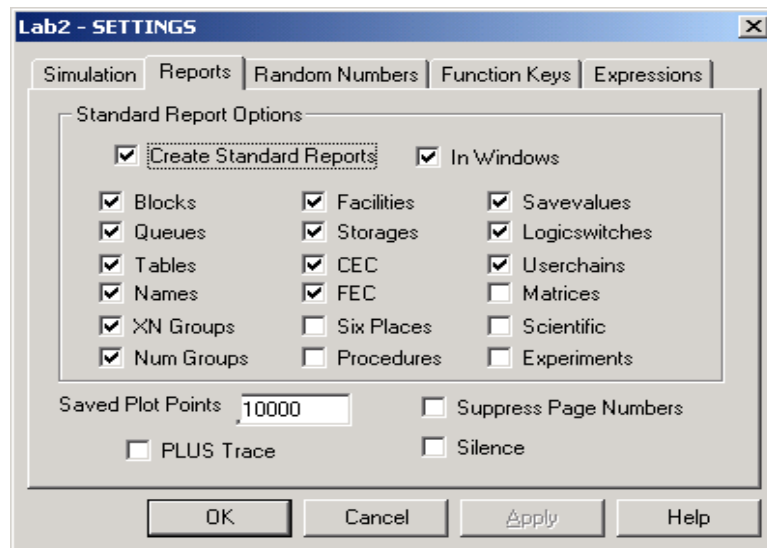 Lab2 - SETTINGS
Simulation Reports Random Numbers Function Keys Expressions
Standard Report Options
Create Standard Reports In Windows
Blocks Facilities Savevalues
Queues Storages Logicswitches
Tables CEC Userchains
Names FEC Matrices
XN Groups Six Places Scientific
Num Groups Procedures Experiments
Saved Plot Points 10000 Suppress Page Numbers
PLUS Trace Silence
OK Cancel Apply Help